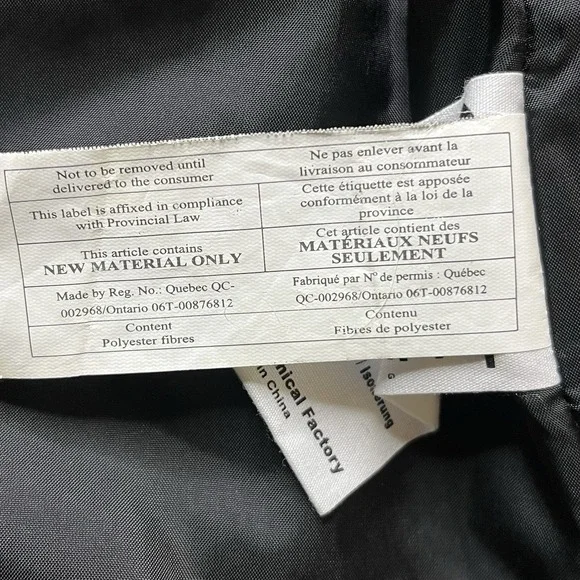 Not to be removed until
delivered to the consumer
Ne pas enlever avant la
livraison au consommateur
This label is affixed in compliance
with Provincial Law
Cette étiquette est apposée
conformément à la loi de la
province
This article contains
NEW MATERIAL ONLY
Cet article contient des
MATÉRIAUX NEUFS
SEULEMENT
Made by Reg. No.: Quebec QC-
002968/Ontario 06T-00876812
Fabriqué par Nº de permis : Québec
QC-002968/Ontario 06T-00876812
Content
Polyester fibres
Contenu
Fibres de polyester
Factory
in China
G